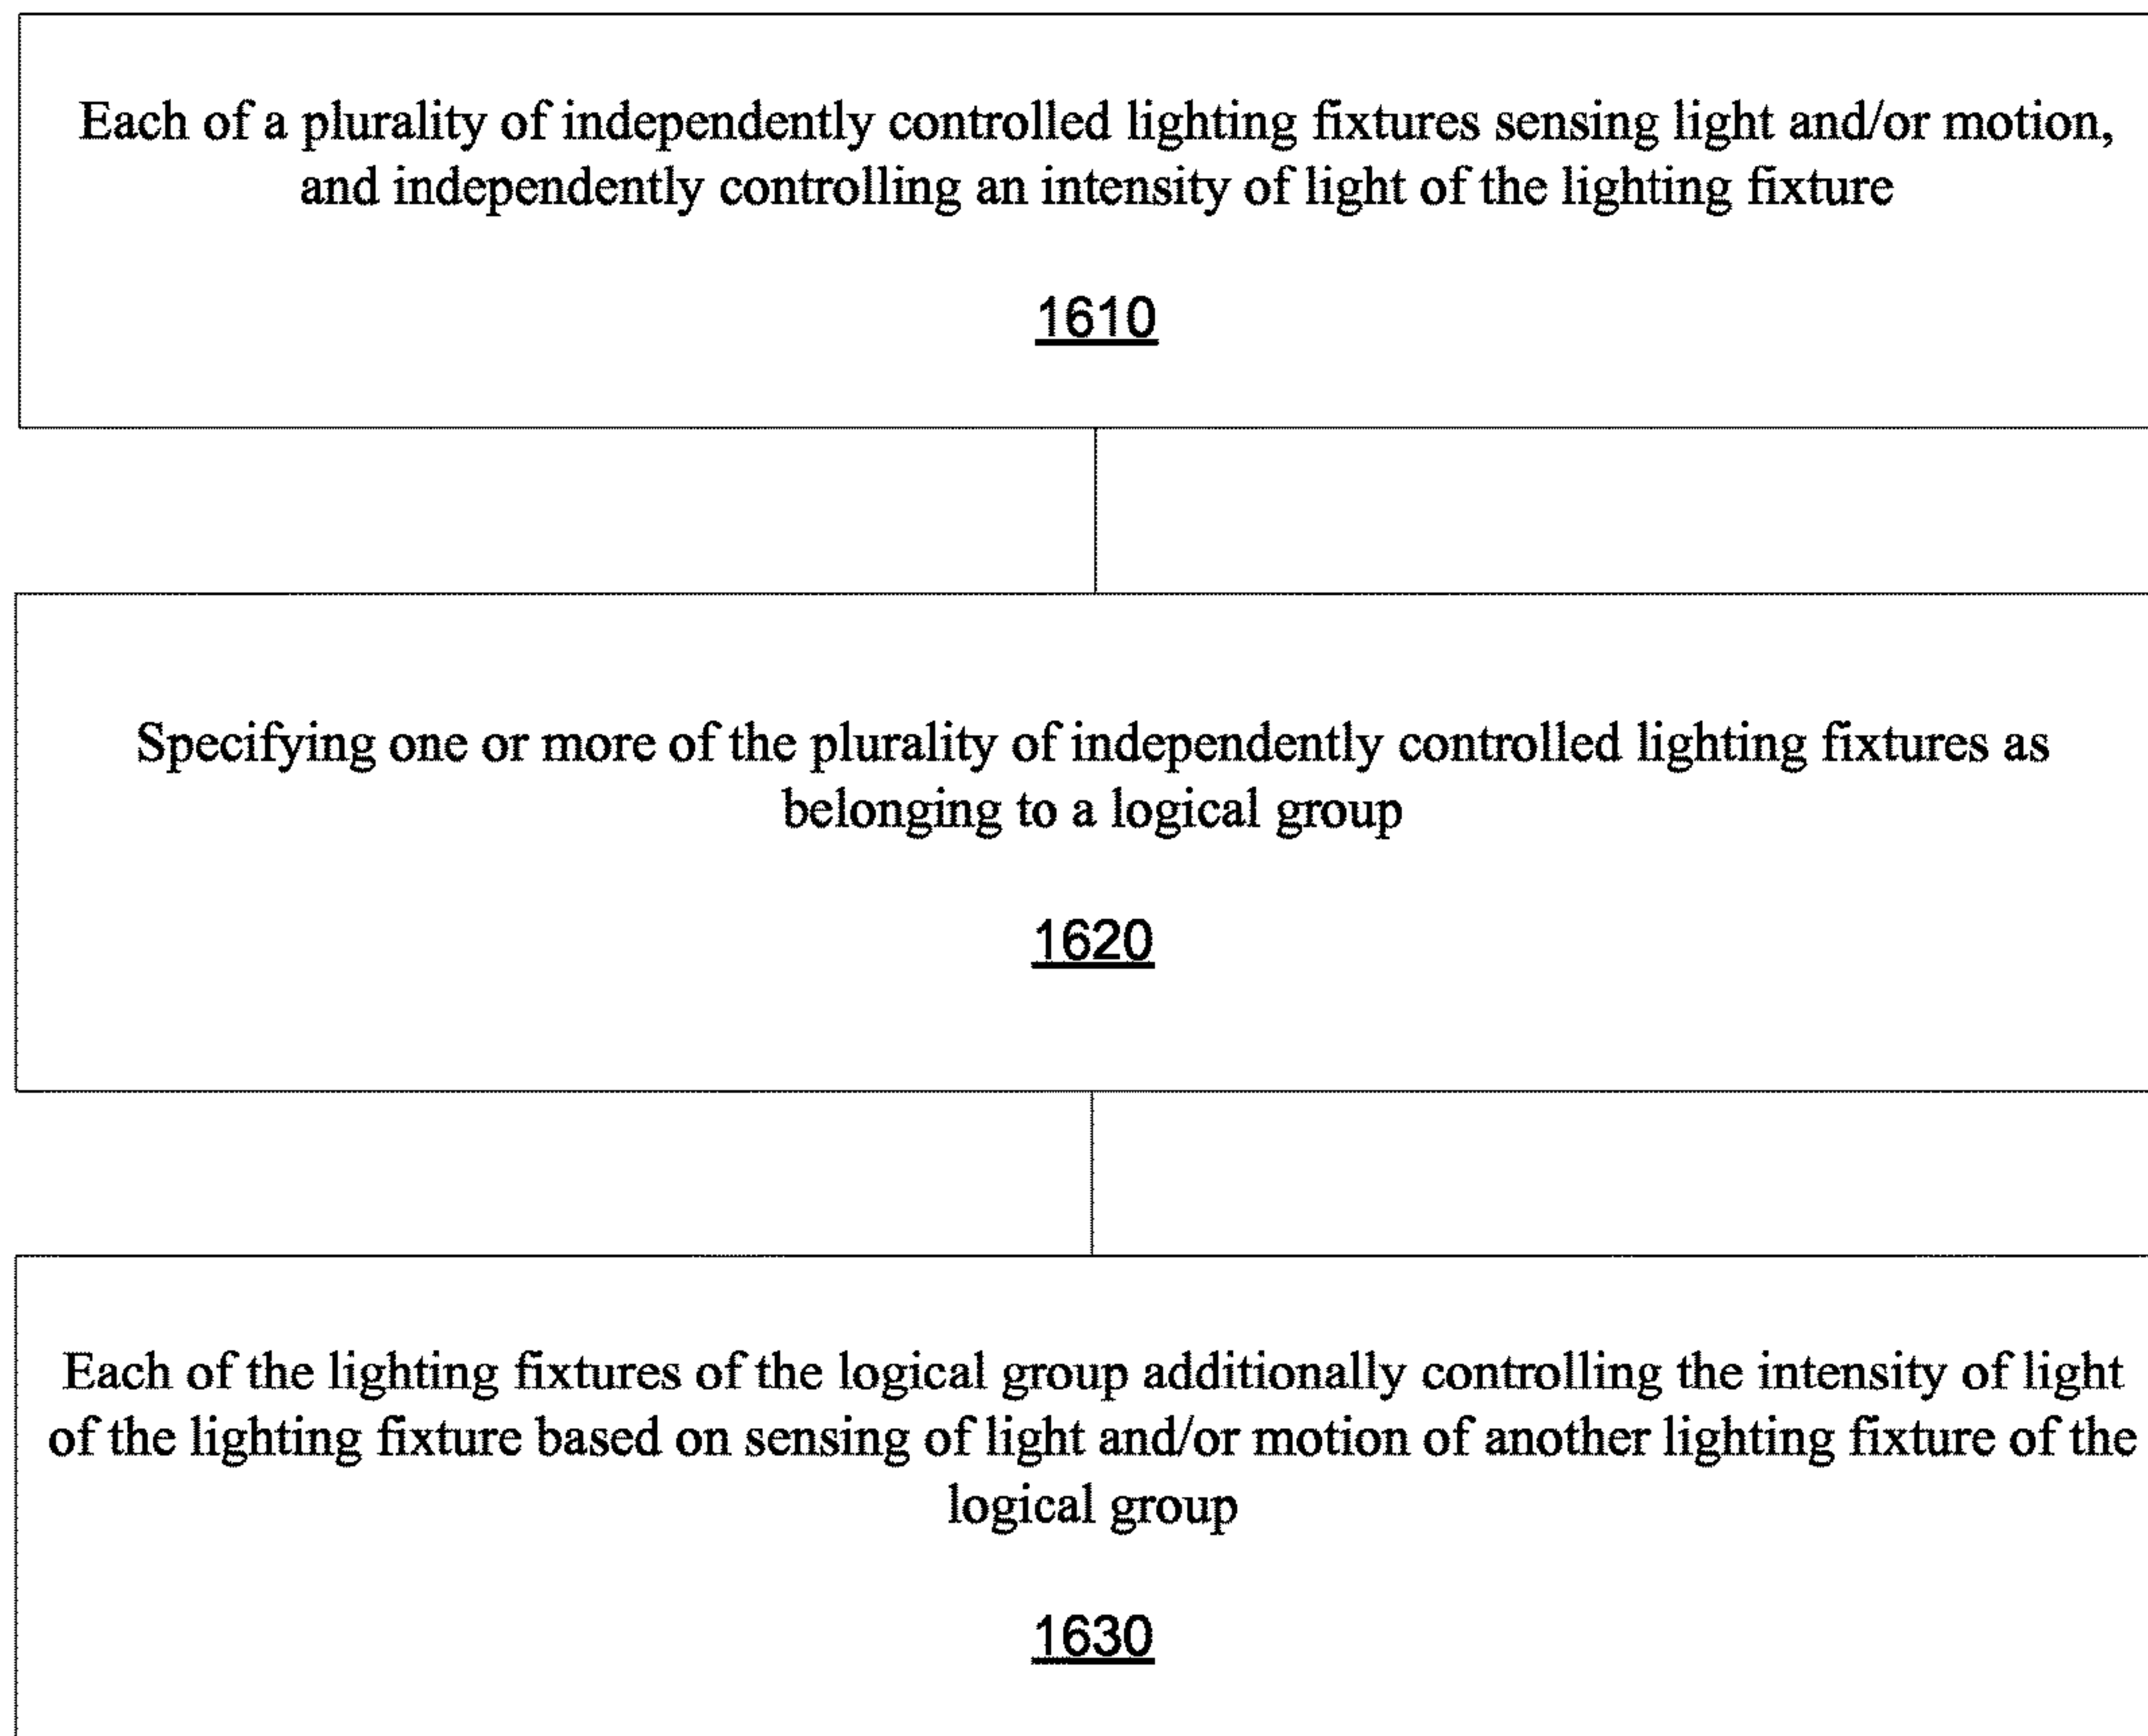 Each of a plurality of independently controlled lighting fixtures sensing light and/or motion,
and independently controlling an intensity of light of the lighting fixture
1610
Specifying one or more of the plurality of independently controlled lighting fixtures as
belonging to a logical group
1620
Each of the lighting fixtures of the logical group additionally controlling the intensity of light
of the lighting fixture based on sensing of light and/or motion of another lighting fixture of the
logical group
1630